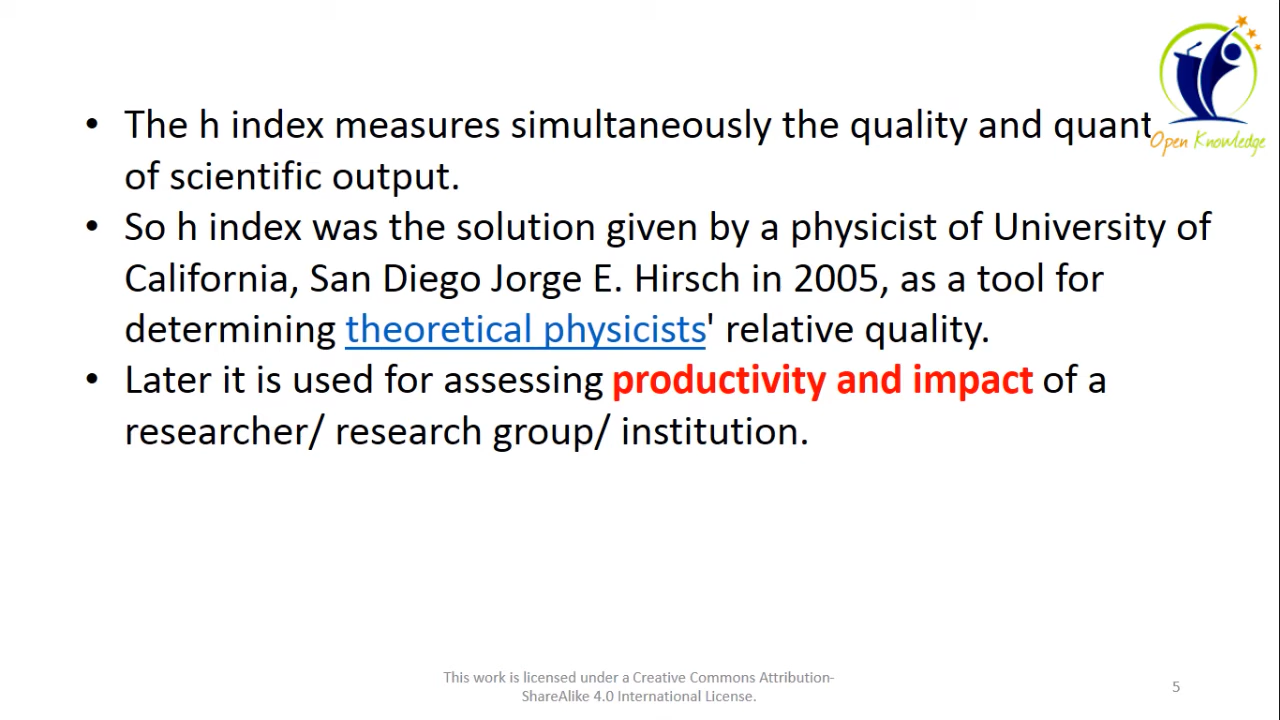 • The h index measures simultaneously the quality and quant
of scientific output.
• So h index was the solution given by a physicist of University of
California, San Diego Jorge E. Hirsch in 2005, as a tool for
determining theoretical physicists' relative quality.
• Later it is used for assessing productivity and impact of a
researcher/ research group/ institution.
Open Knowledge
This work is licensed under a Creative Commons Attribution-
ShareAlike 4.0 International License.
5